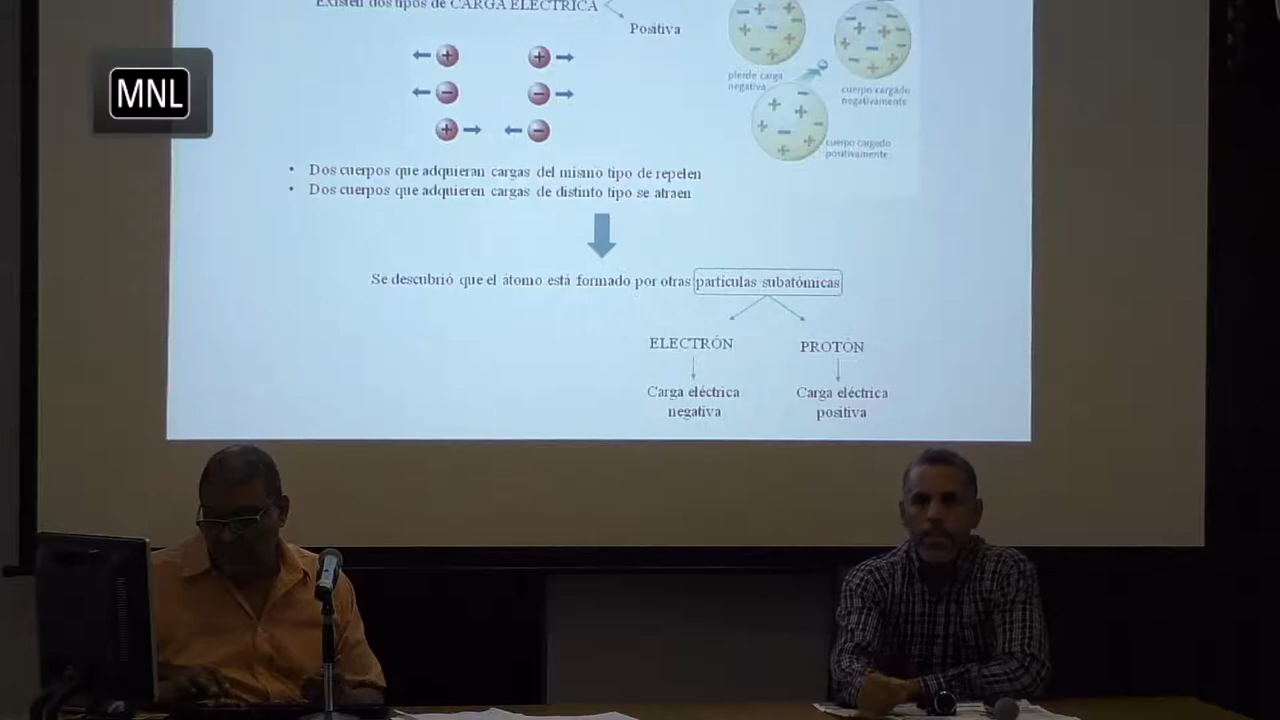 Existen dos tipos de CARGA ELÉCTRICA
Positiva
MNL
pierde carga
negativa
cuerpo cargado
negativamente
cuerpo cargado
positivamente
• Dos cuerpos que adquieran cargas del mismo tipo de repelen
• Dos cuerpos que adquieren cargas de distinto tipo se atraen
Se descubrió que el átomo está formado por otras partículas subatómicas
ELECTRÓN
PROTÓN
Carga eléctrica
negativa
Carga eléctrica
positiva